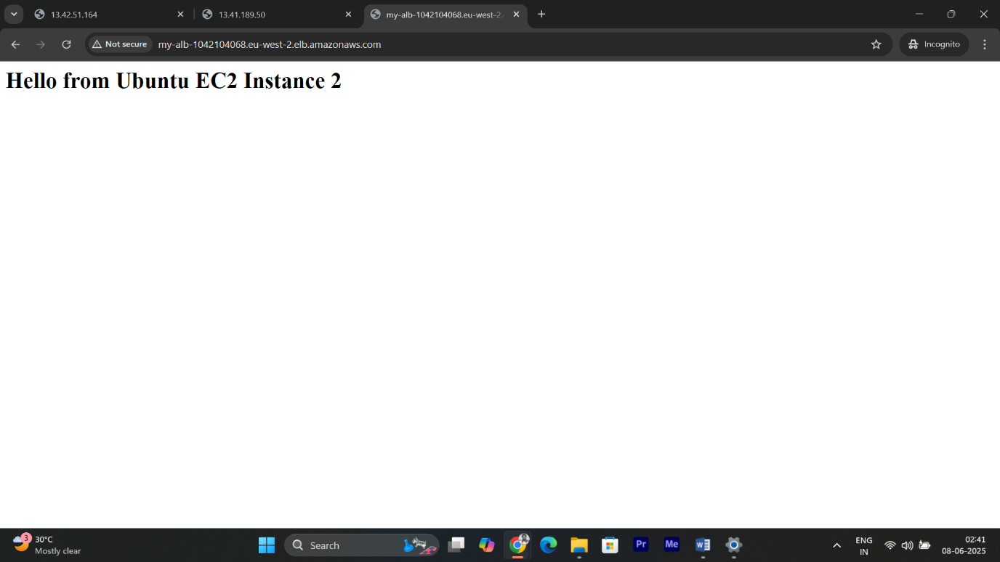 13.42.51.164
13.41.189.50
my-alb-1042104068.eu-west-2.
Not secure
my-alb-1042104068.eu-west-2.elb.amazonaws.com
Incognito
Hello from Ubuntu EC2 Instance 2
3
30°C
Mostly clear
Search
Pr
Me
ENG
IN
02:41
08-06-2025